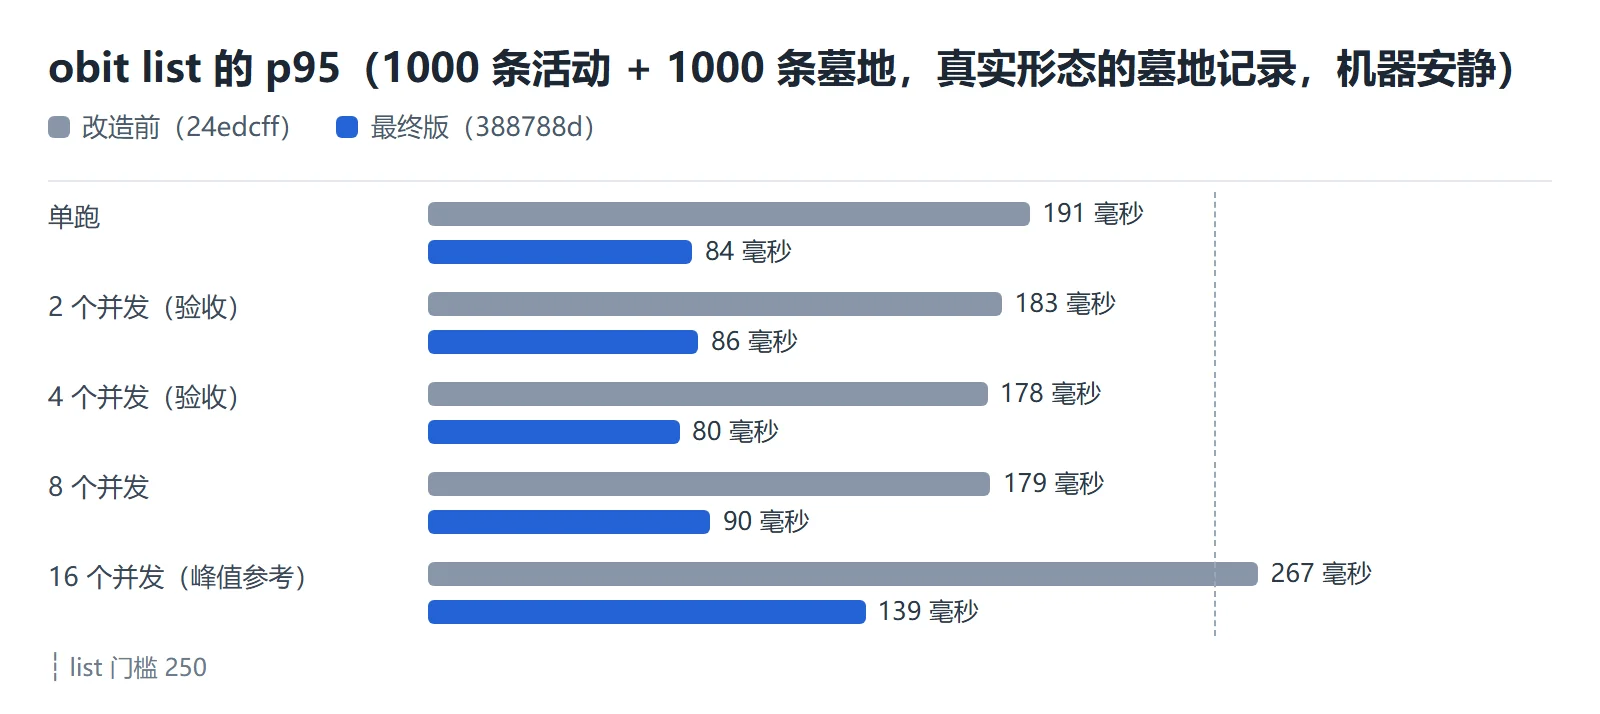 obit list 的 p95（1000 条活动 + 1000 条墓地，真实形态的墓地记录，机器安静）
改造前（24edcff） 最终版（388788d）
单跑
191 毫秒
84 毫秒
2 个并发（验收）
183 毫秒
86 毫秒
4 个并发（验收）
178 毫秒
80 毫秒
8 个并发
179 毫秒
90 毫秒
16 个并发（峰值参考）
267 毫秒
139 毫秒
list 门槛 250